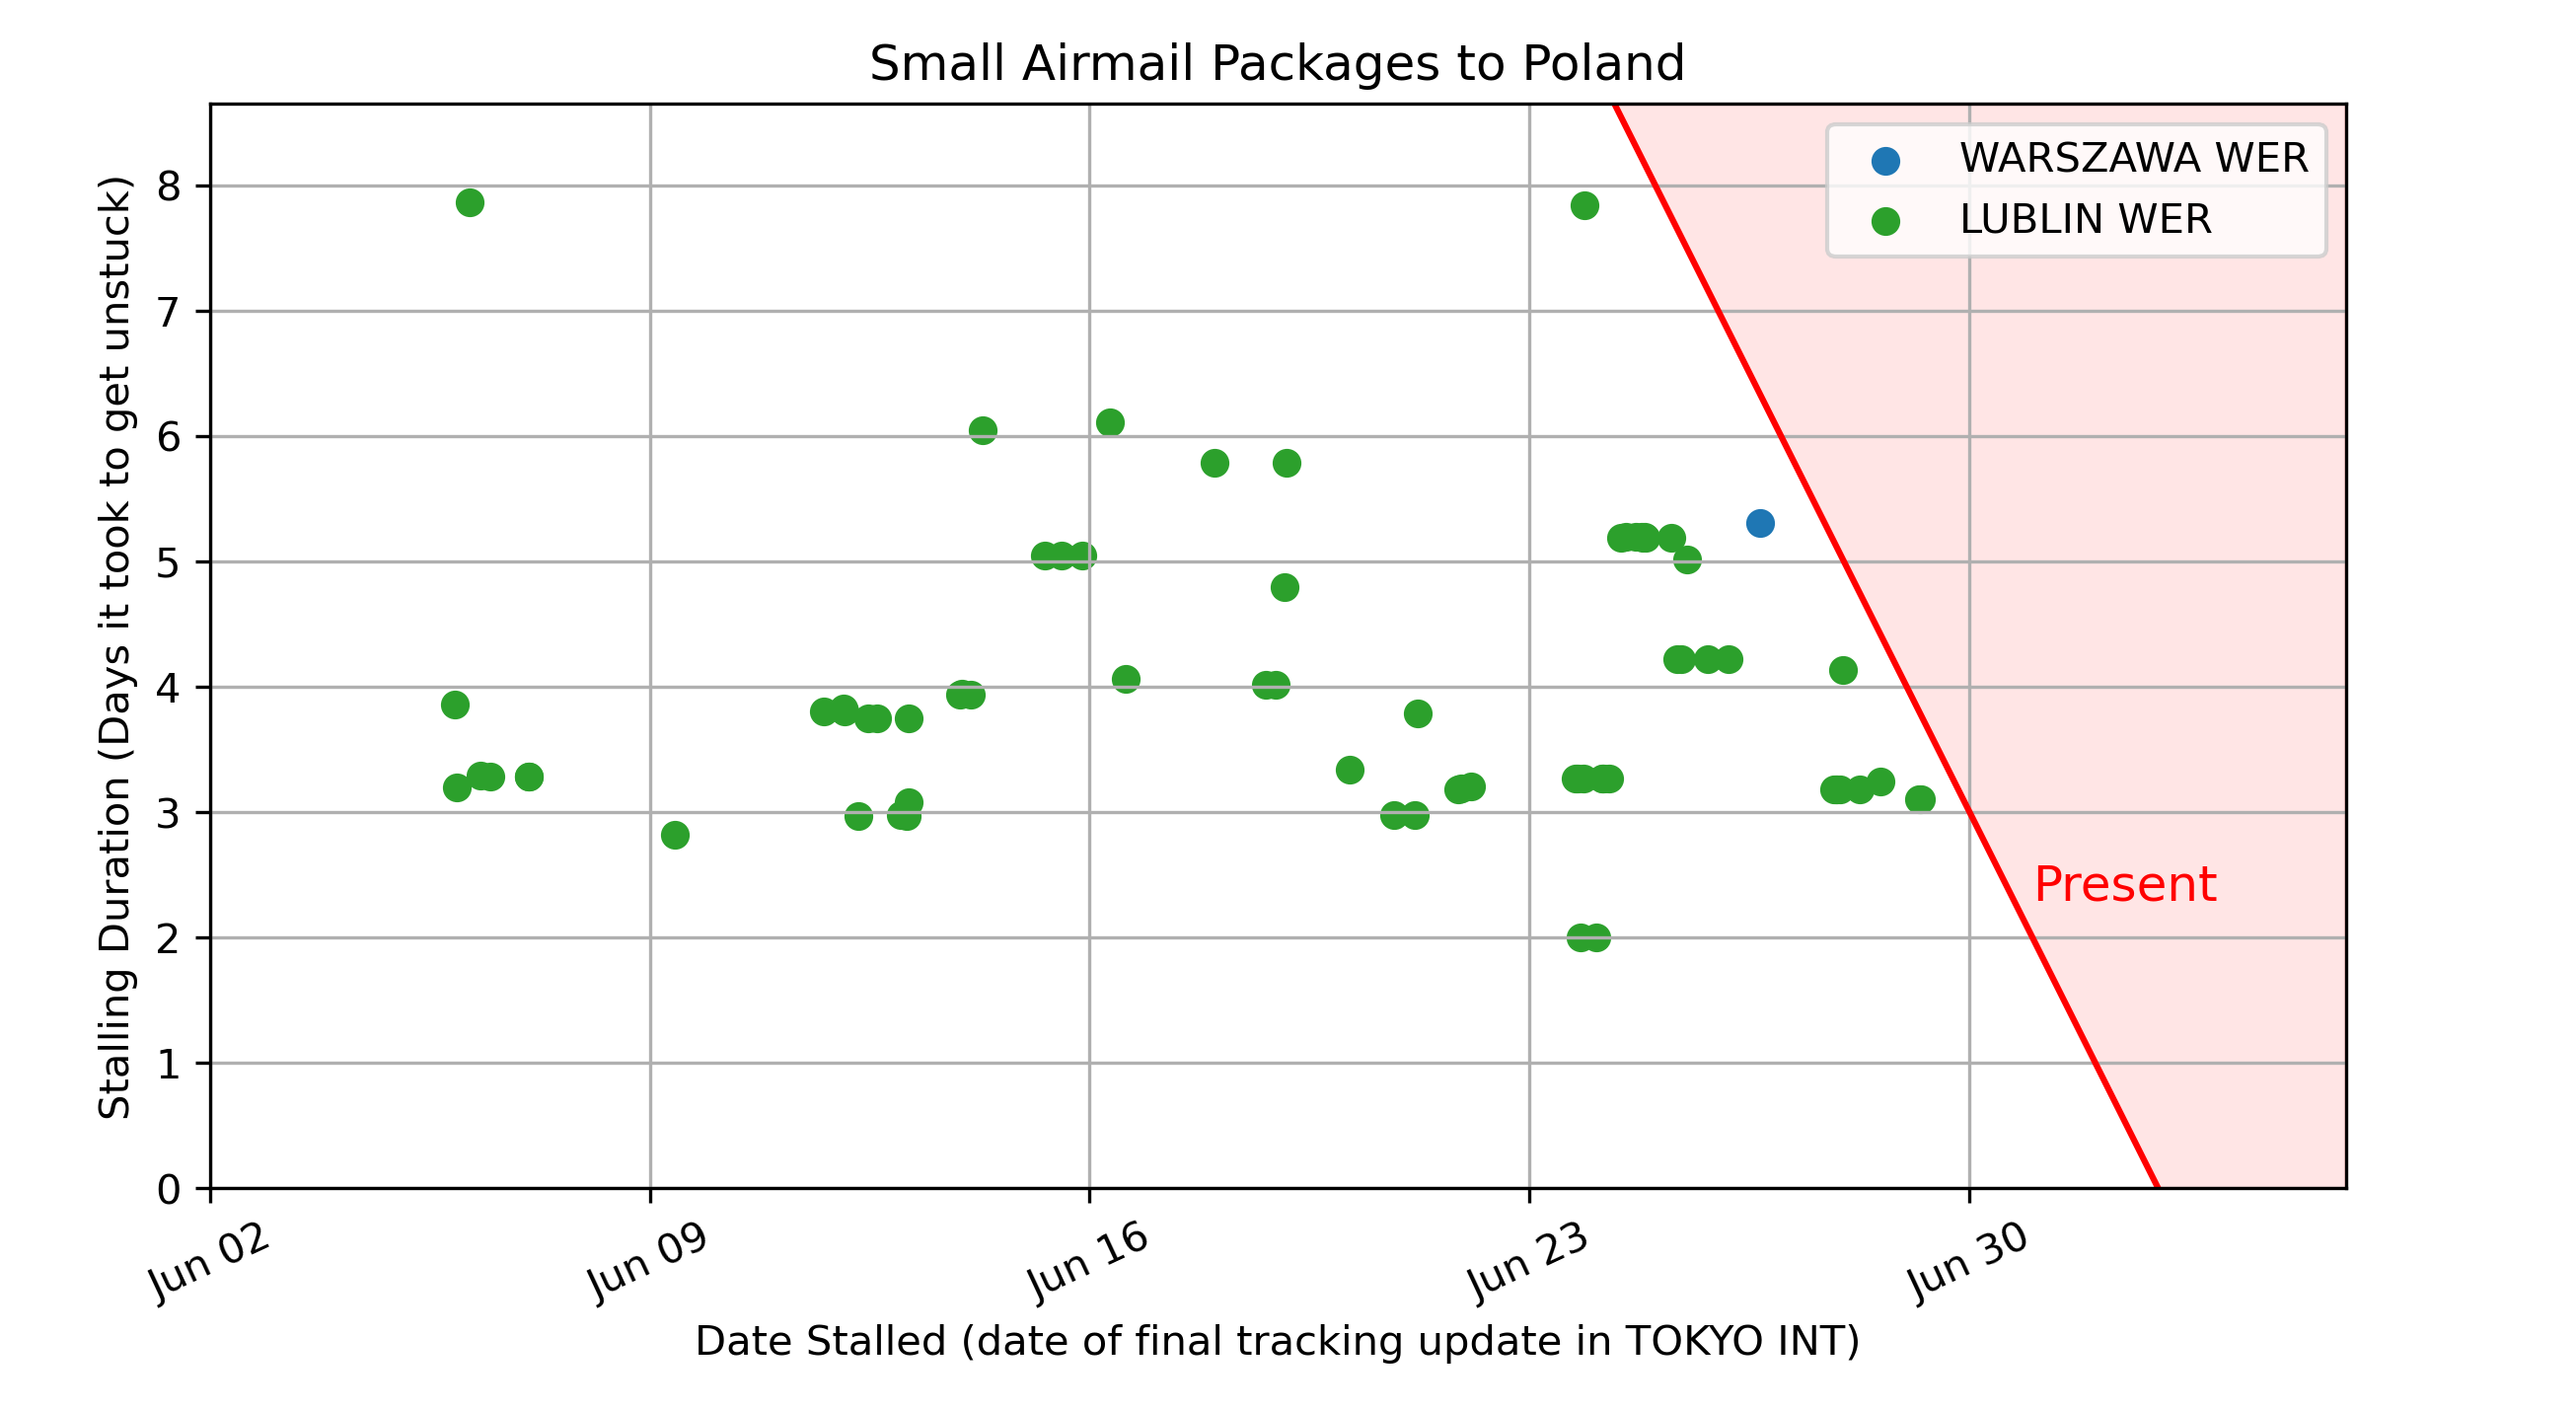 Small Airmail Packages to Poland
WARSZAWA WER
LUBLIN WER
Present
Stalling Duration (Days it took to get unstuck)
8
7
6
5
4
3
2
1
0
Jun 02
Jun 09
Jun 16
Jun 23
Jun 30
Date Stalled (date of final tracking update in TOKYO INT)